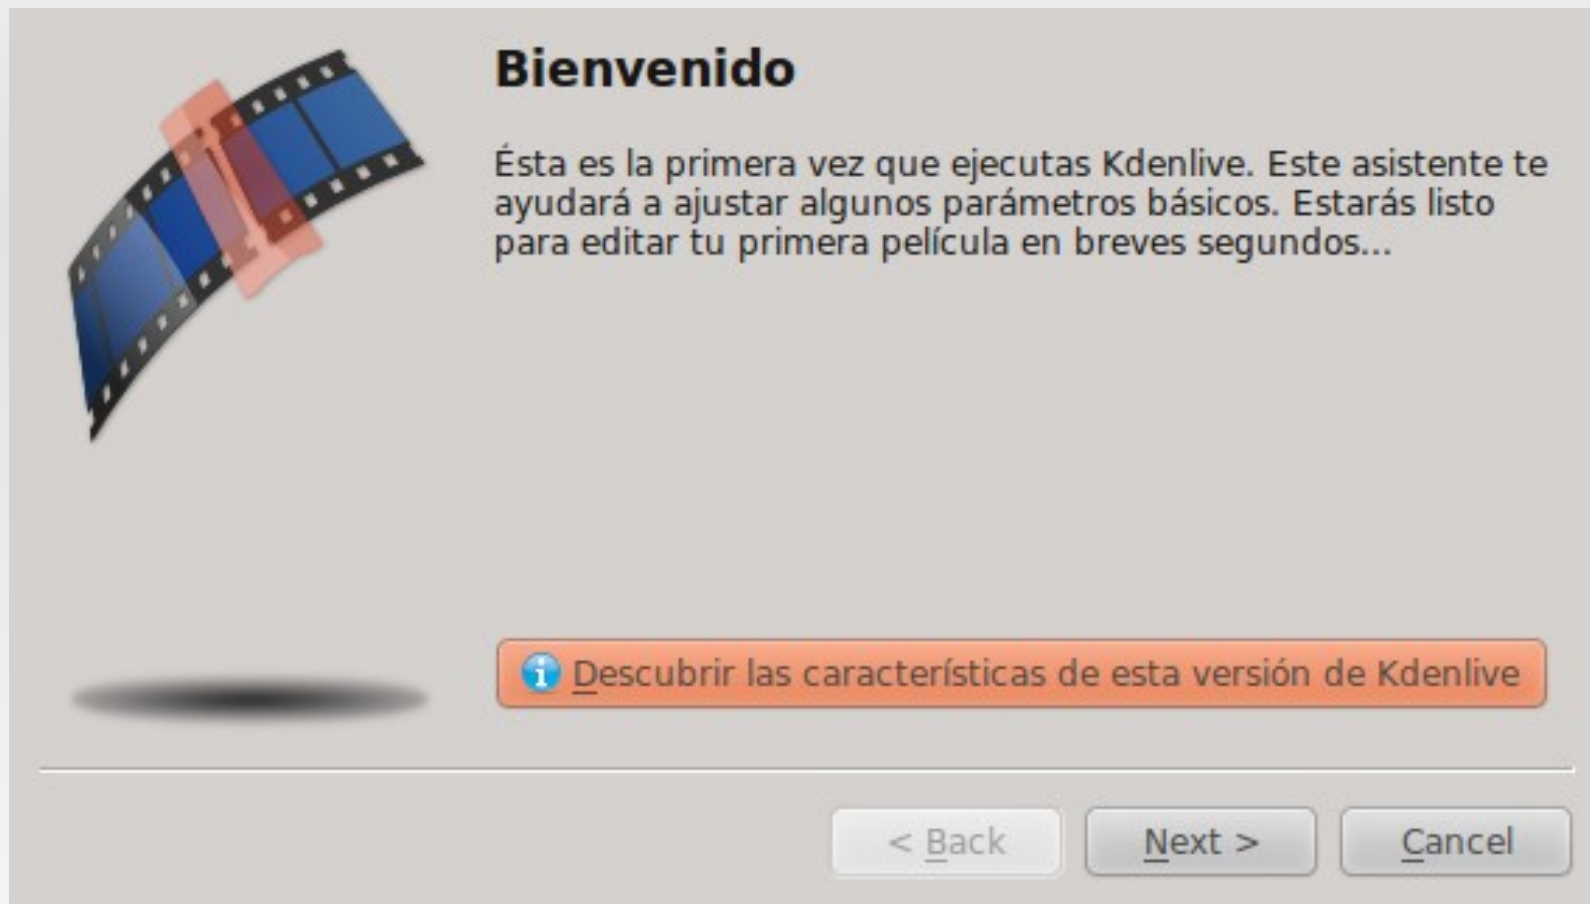 Bienvenido
Ésta es la primera vez que ejecutas Kdenlive. Este asistente te
ayudará a ajustar algunos parámetros básicos. Estarás listo
para editar tu primera película en breves segundos...
Descubrir las características de esta versión de Kdenlive
< Back
Next >
Cancel